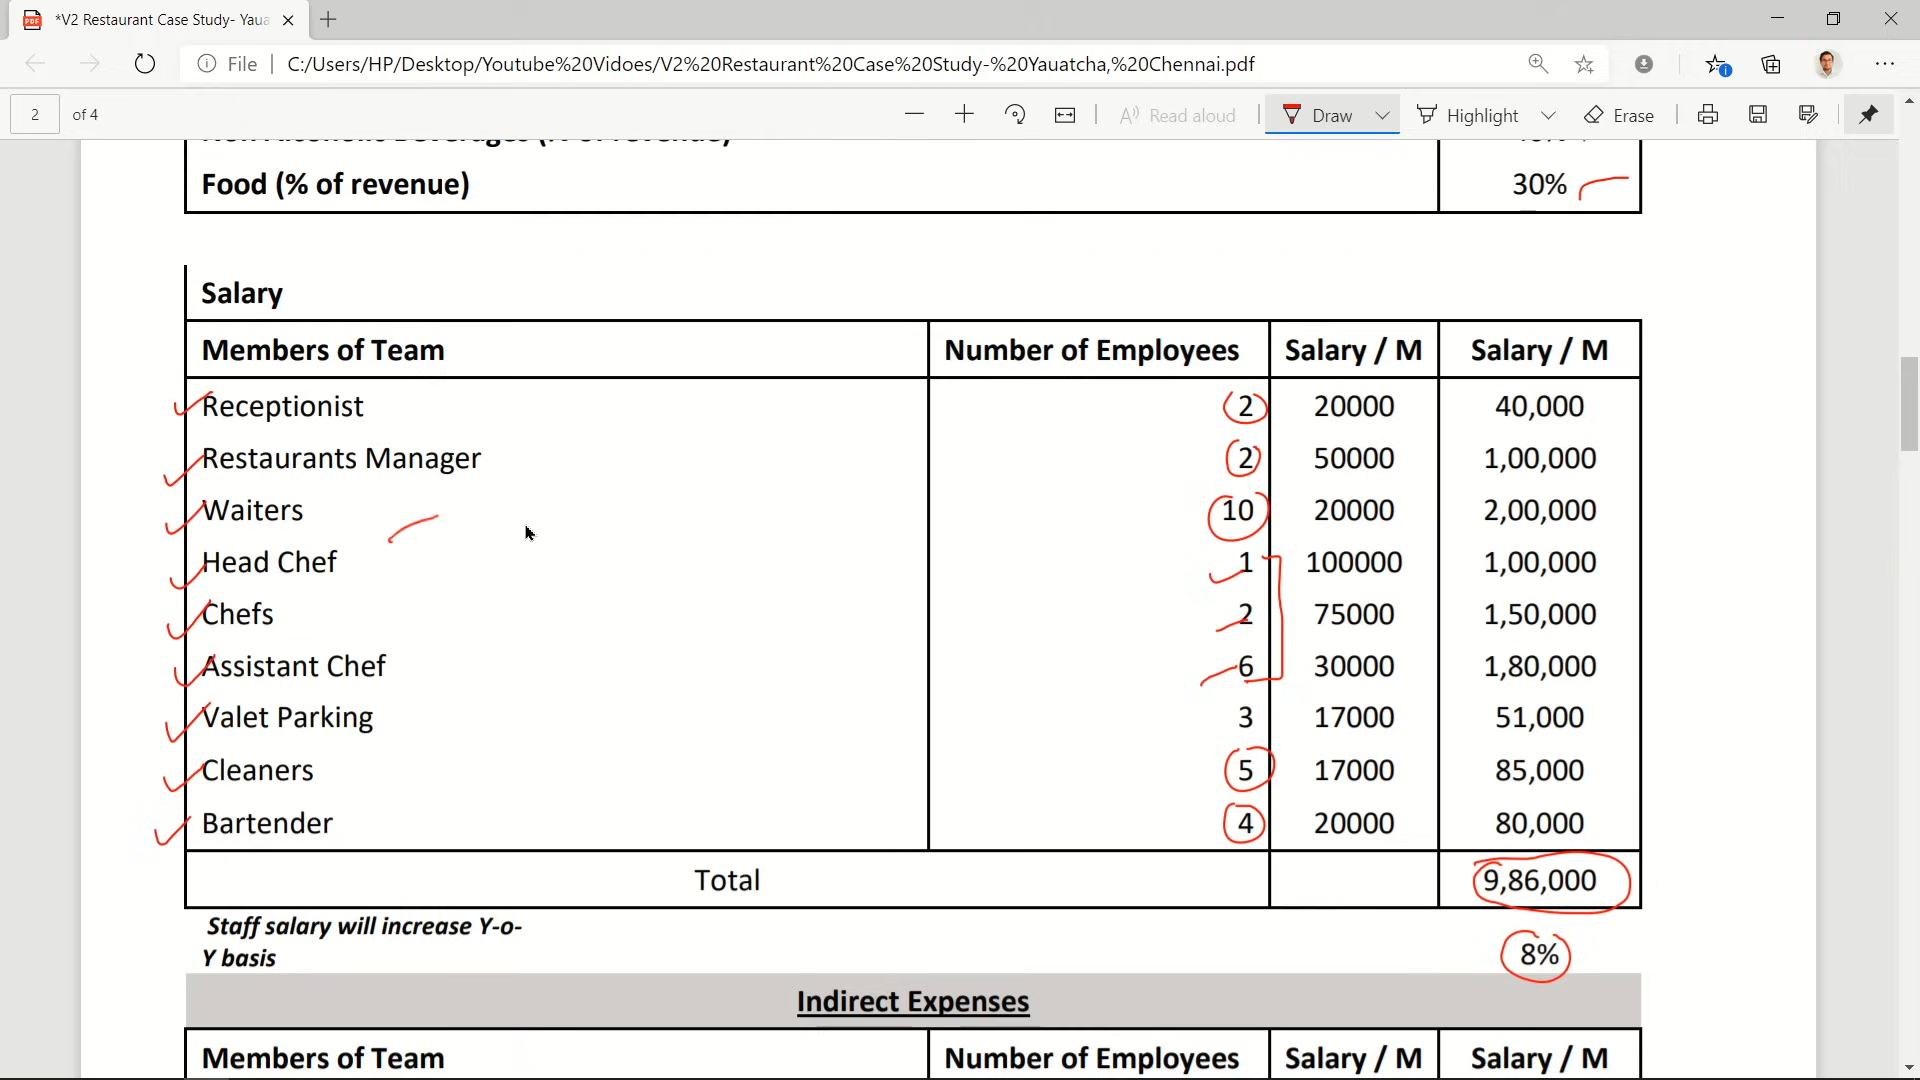 *V2 Restaurant Case Study- Yaua
File
C:/Users/HP/Desktop/Youtube%20Vidoes/V2%20Restaurant%20Case%20Study-%20Yauatcha,%20Chennai.pdf
2 of 4
Read aloud
Draw
Highlight
Erase
Food (% of revenue) 30%
Salary
Members of Team Number of Employees Salary / M Salary / M
Receptionist 2 20000 40,000
Restaurants Manager 2 50000 1,00,000
Waiters 10 20000 2,00,000
Head Chef 1 100000 1,00,000
Chefs 2 75000 1,50,000
Assistant Chef 6 30000 1,80,000
Valet Parking 3 17000 51,000
Cleaners 5 17000 85,000
Bartender 4 20000 80,000
Total 9,86,000
Staff salary will increase Y-o-
Y basis 8%
Indirect Expenses
Members of Team Number of Employees Salary / M Salary / M